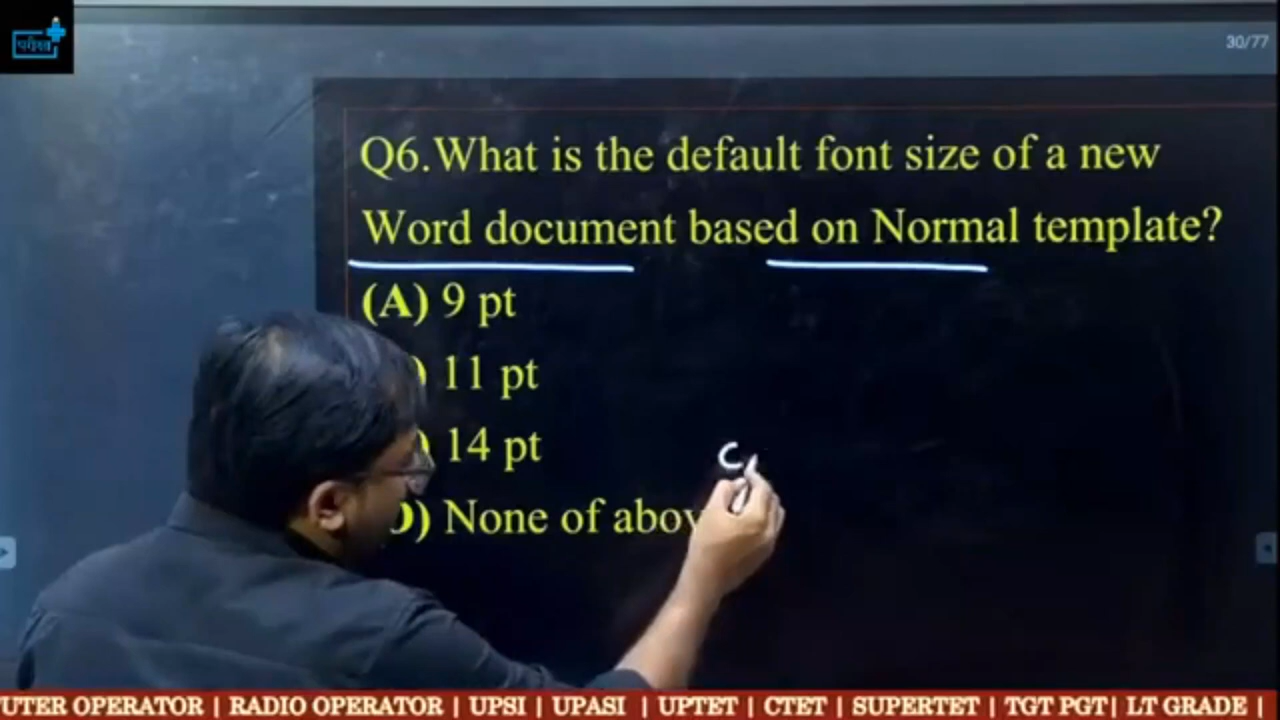 परीक्षा
30/77
Q6.What is the default font size of a new
Word document based on Normal template?
(A) 9 pt
) 11 pt
) 14 pt
D) None of abov
C
UTER OPERATOR | RADIO OPERATOR | UPSI | UPASI | UPTET | CTET | SUPERTET | TGT PGT| LT GRADE |